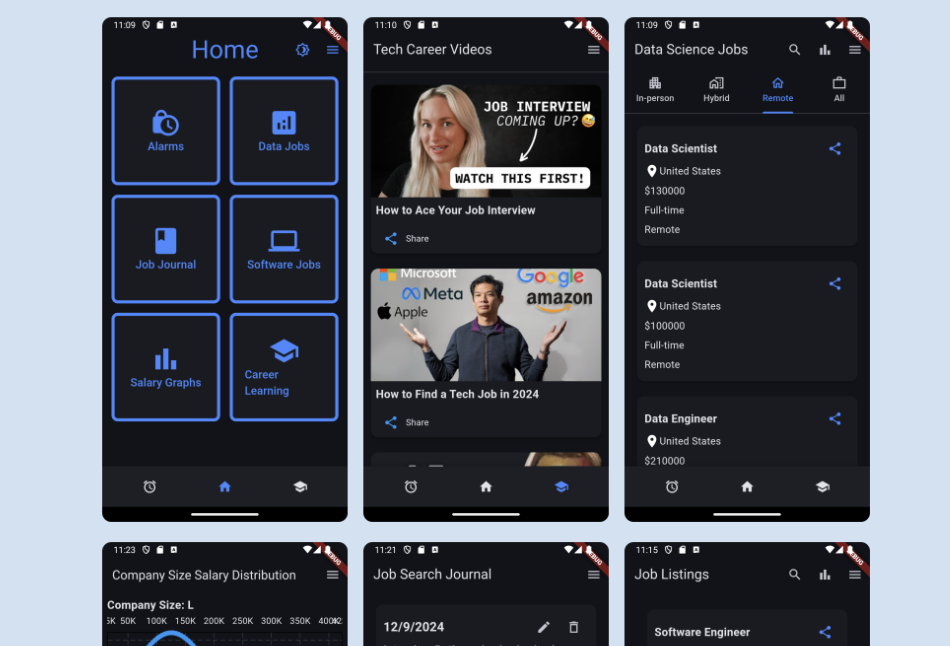 11:09
DEBUG
Home
Alarms
Data Jobs
Job Journal
Software Jobs
Salary Graphs
Career
Learning
11:10
DEBUG
Tech Career Videos
JOB INTERVIEW
COMING UP?
WATCH THIS FIRST!
How to Ace Your Job Interview
Share
Microsoft
Google
Meta
amazon
Apple
How to Find a Tech Job in 2024
Share
11:09
DEBUG
Data Science Jobs
In-person Hybrid Remote All
Data Scientist
United States
$130000
Full-time
Remote
Data Scientist
United States
$100000
Full-time
Remote
Data Engineer
United States
$210000
11:23
DEBUG
Company Size Salary Distribution
Company Size: L
50K 100K 150K 200K 250K 300K 350K
11:21
DEBUG
Job Search Journal
12/9/2024
11:15
DEBUG
Job Listings
Software Engineer